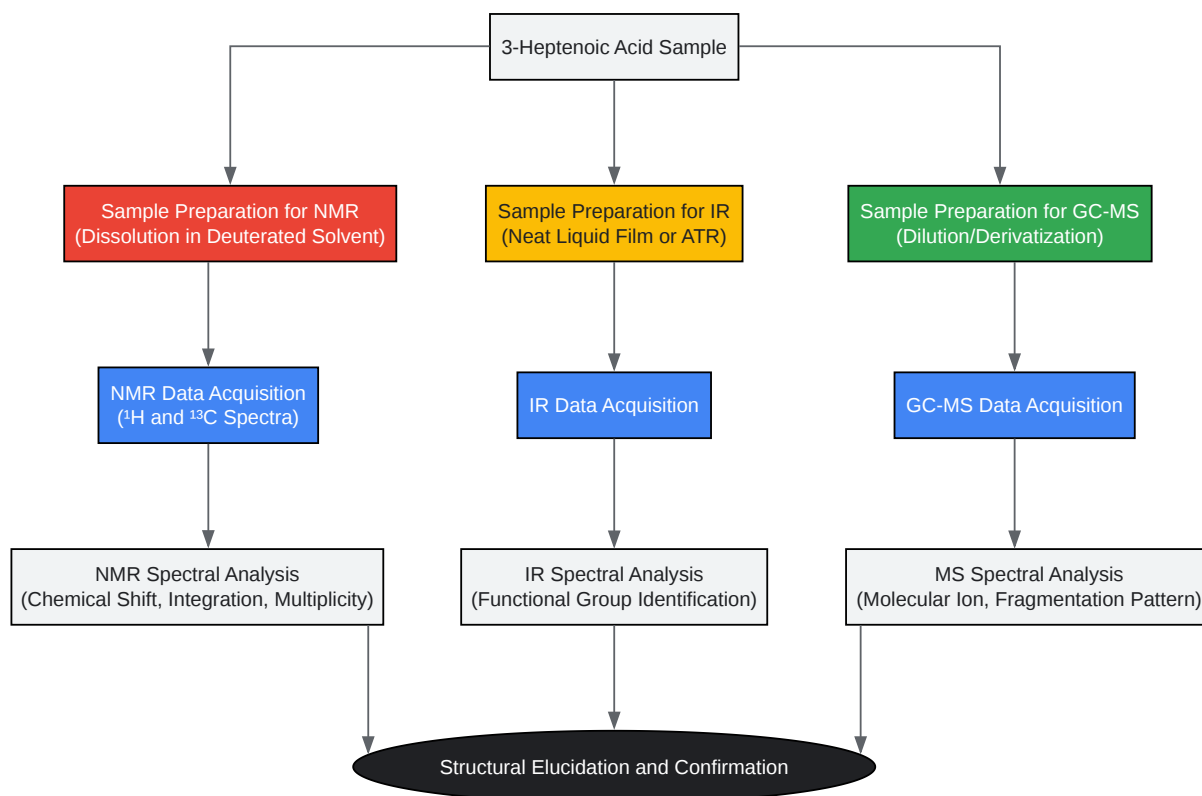 3-Heptenoic Acid Sample
Sample Preparation for NMR
(Dissolution in Deuterated Solvent)
Sample Preparation for IR
(Neat Liquid Film or ATR)
Sample Preparation for GC-MS
(Dilution/Derivatization)
NMR Data Acquisition
(¹H and ¹³C Spectra)
IR Data Acquisition
GC-MS Data Acquisition
NMR Spectral Analysis
(Chemical Shift, Integration, Multiplicity)
IR Spectral Analysis
(Functional Group Identification)
MS Spectral Analysis
(Molecular Ion, Fragmentation Pattern)
Structural Elucidation and Confirmation